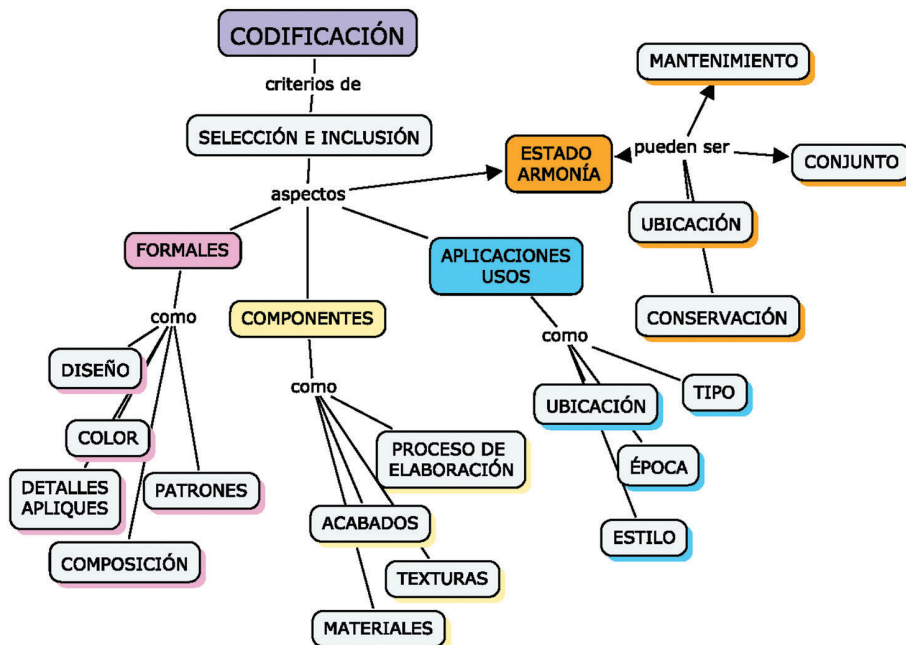 CODIFICACIÓN
criterios de
SELECCIÓN E INCLUSIÓN
aspectos
FORMALES
como
DISEÑO
COLOR
DETALLES
APLIQUES
PATRONES
COMPOSICIÓN
COMPONENTES
como
PROCESO DE
ELABORACIÓN
ACABADOS
TEXTURAS
MATERIALES
APLICACIONES
USOS
como
UBICACIÓN
TIPO
ÉPOCA
ESTILO
ESTADO
ARMONÍA
pueden ser
MANTENIMIENTO
CONJUNTO
UBICACIÓN
CONSERVACIÓN